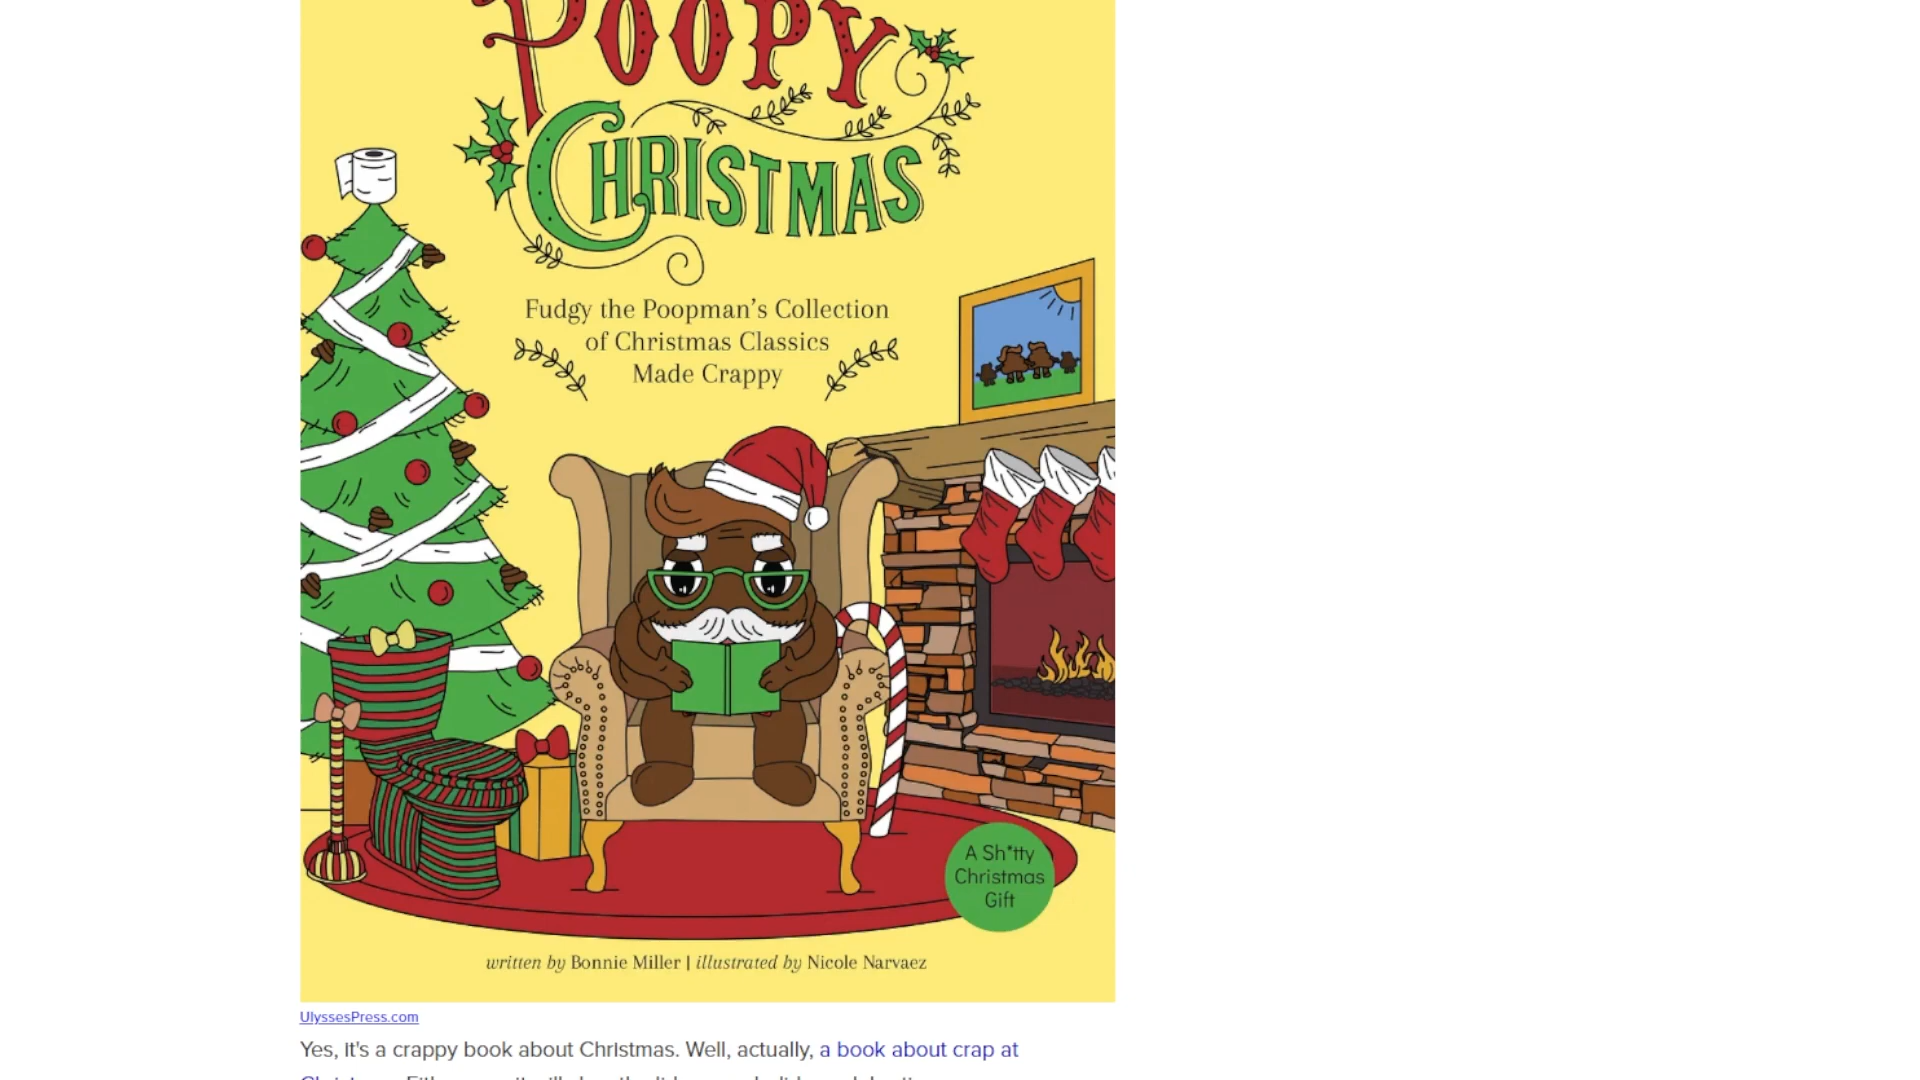 POOPY
CHRISTMAS
Fudgy the Poopman's Collection
of Christmas Classics
Made Crappy
A Sh*tty
Christmas
Gift
written by Bonnie Miller | illustrated by Nicole Narvaez
UlyssesPress.com
Yes, it's a crappy book about Christmas. Well, actually, a book about crap at